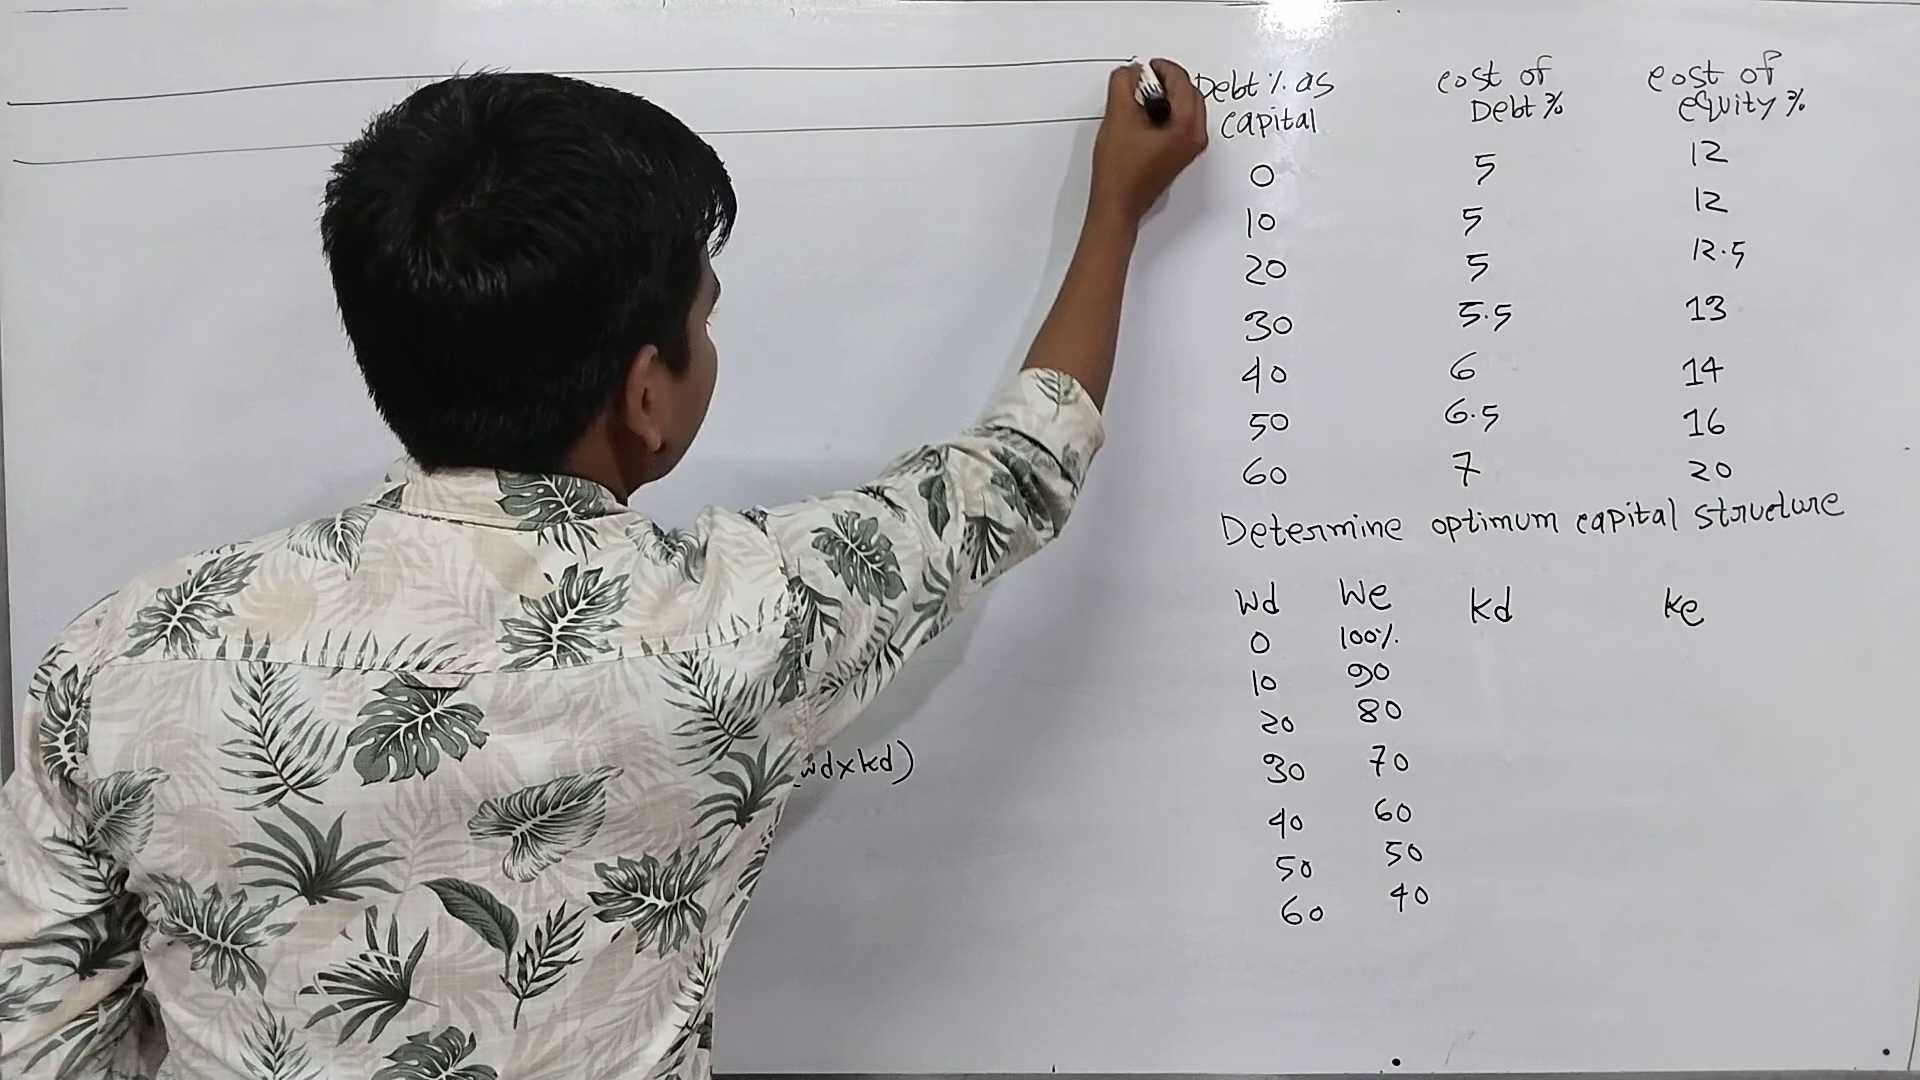 Debt % as capital	cost of Debt %	cost of equity %
0	5	12
10	5	12
20	5	12.5
30	5.5	13
40	6	14
50	6.5	16
60	7	20
Determine optimum capital structure
Wd	We	Kd	Ke
0	100%.
10	90
20	80
30	70
40	60
50	50
60	40
wdxkd)